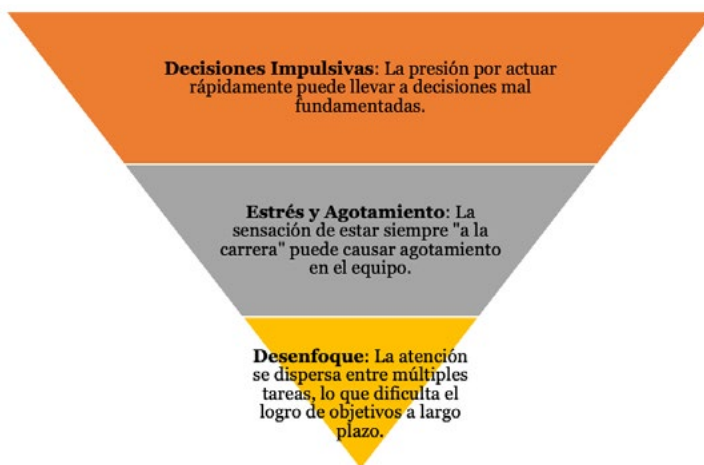 Decisiones Impulsivas: La presión por actuar
rápidamente puede llevar a decisiones mal
fundamentadas.
Estrés y Agotamiento: La
sensación de estar siempre "a la
carrera" puede causar agotamiento
en el equipo.
Desenfoque: La atención
se dispersa entre múltiples
tareas, lo que dificulta el
logro de objetivos a largo
plazo.